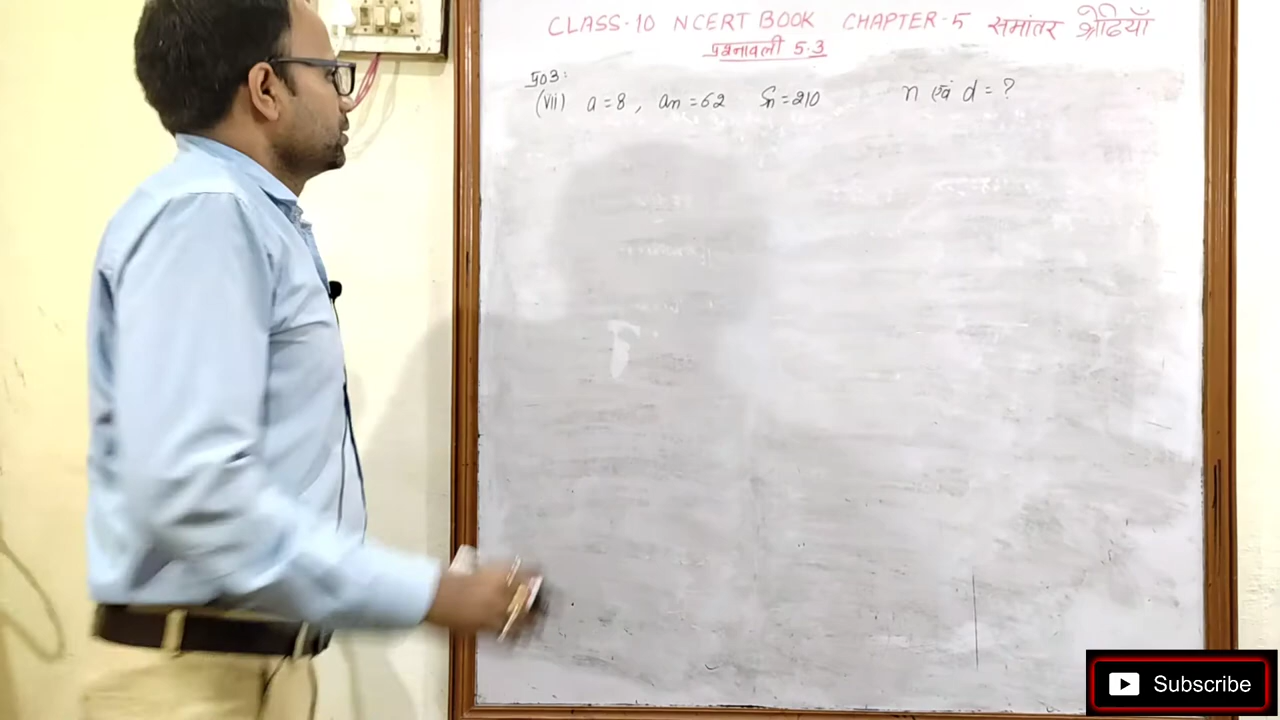 CLASS-10 NCERT BOOK CHAPTER-5 समांतर श्रेढियाँ
प्रश्नावली 5.3
प्र03:
(vii) a = 8, an = 62 Sn = 210 n एवं d = ?
Subscribe